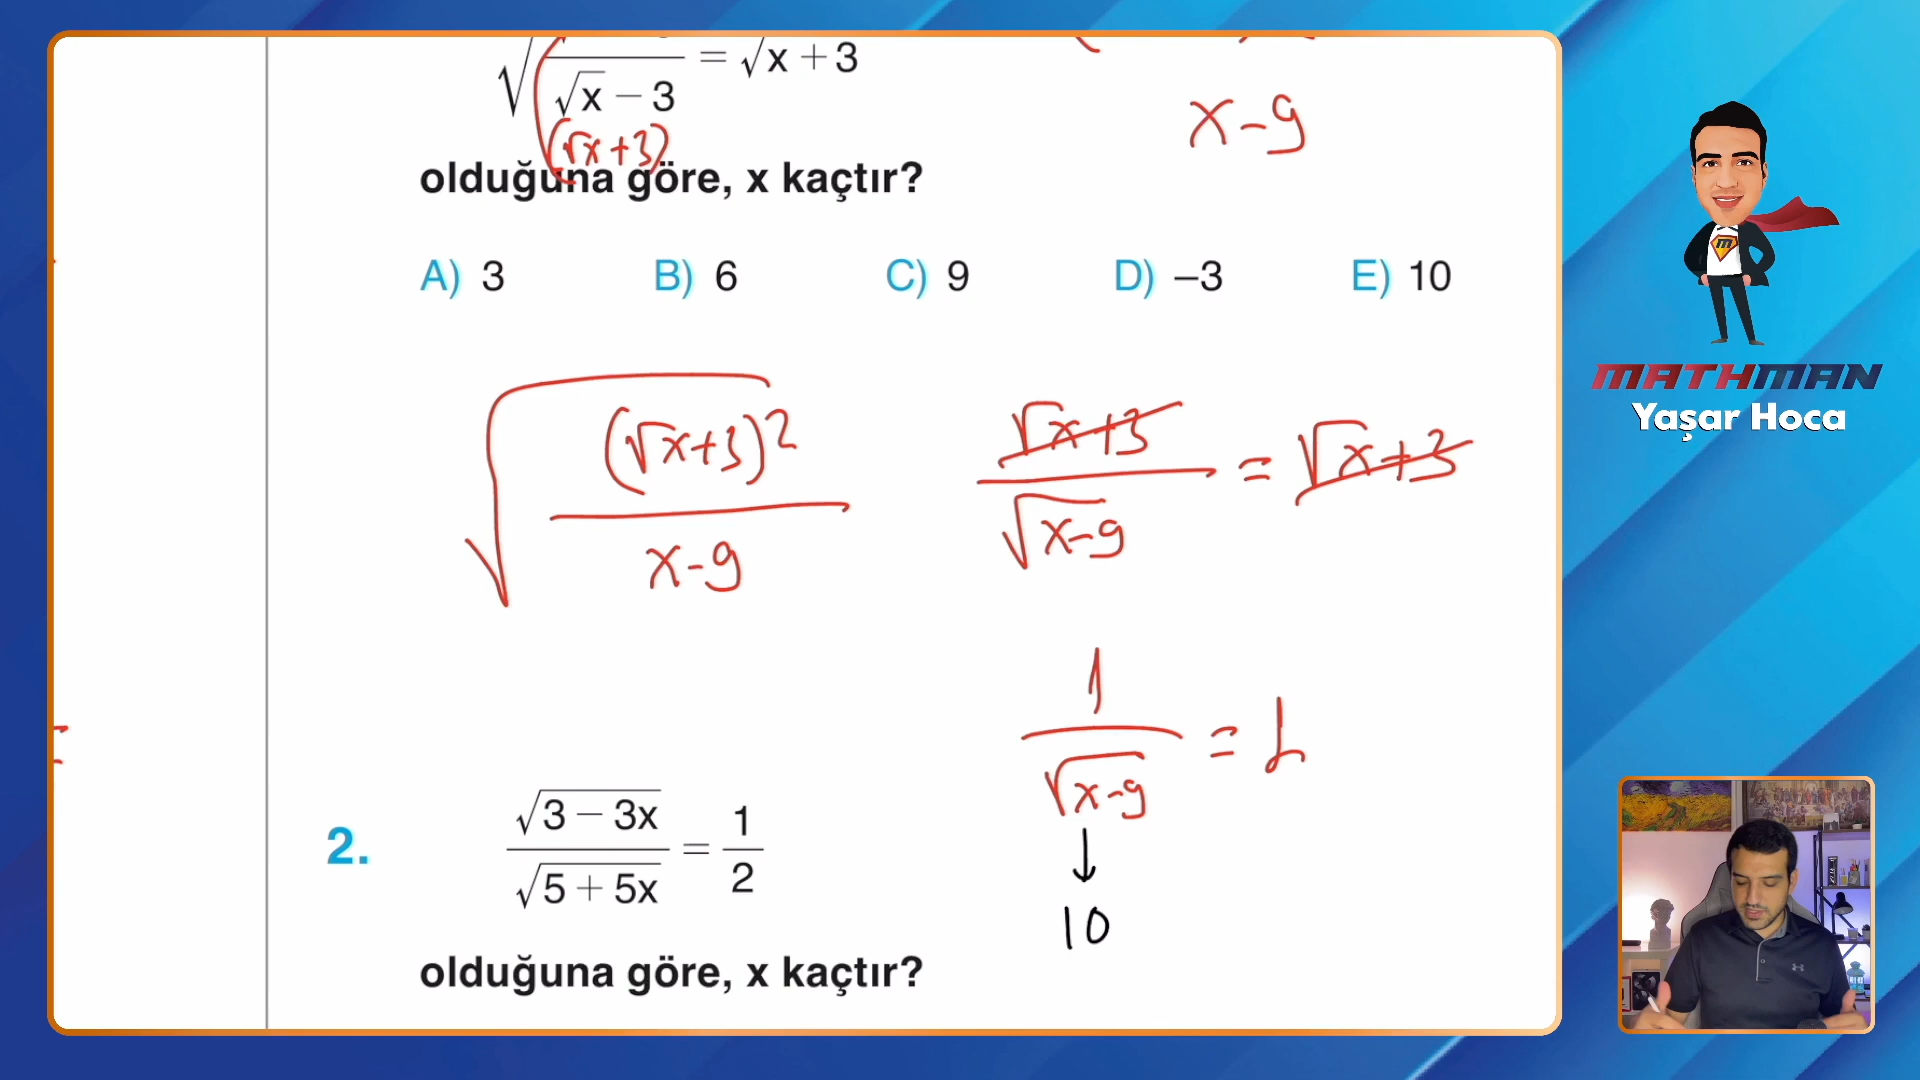 √ / √x − 3 = √x + 3
(√x+3)
x-9
olduğuna göre, x kaçtır?
A) 3 B) 6 C) 9 D) −3 E) 10
√((√x+3)² / x-9)
√x+3 / √x-9 = √x+3
1 / √x-9 = 1
↓
10
2. √3 − 3x / √5 + 5x = 1/2
olduğuna göre, x kaçtır?
m
MATHMAN
Yaşar Hoca